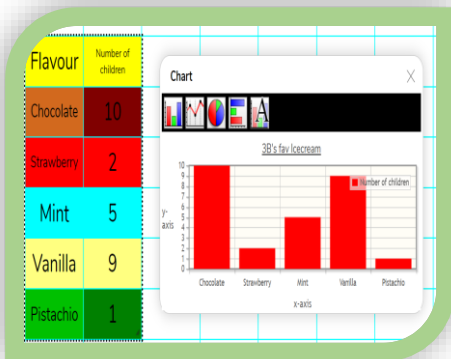 Flavour Number of
children
Chocolate 10
Strawberry 2
Mint 5
Vanilla 9
Pistachio 1
Chart
3B's fav Icecream
Number of children
y-
axis
10
9
8
7
6
5
4
3
2
1
0
Chocolate Strawberry Mint Vanilla Pistachio
x-axis